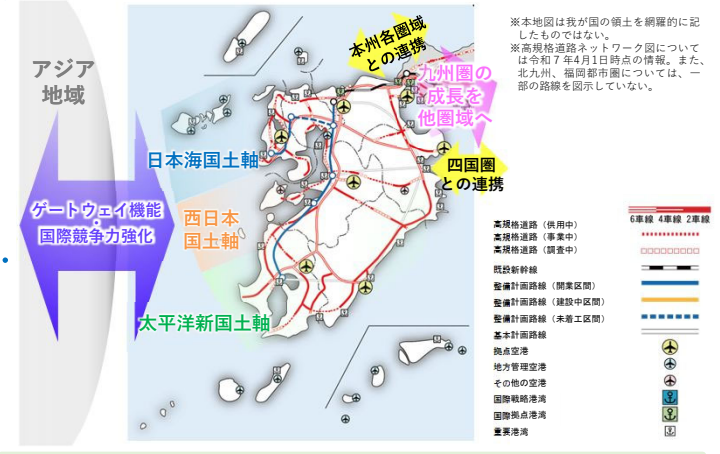 ※本地図は我が国の領土を網羅的に記
したものではない。
※高規格道路ネットワーク図について
は令和７年4月1日時点の情報。また、
北九州、福岡都市圏については、一
部の路線を図示していない。
本州各圏域
との連携
九州圏の
成長を
他圏域へ
アジア
地域
日本海国土軸
四国圏
との連携
ゲートウェイ機能
・
国際競争力強化
西日本
国土軸
太平洋新国土軸
6車線 4車線 2車線
高規格道路（供用中）
高規格道路（事業中）
高規格道路（調査中）
既設新幹線
整備計画路線（開業区間）
整備計画路線（建設中区間）
整備計画路線（未着工区間）
基本計画路線
拠点空港
地方管理空港
その他の空港
国際戦略港湾
国際拠点港湾
重要港湾